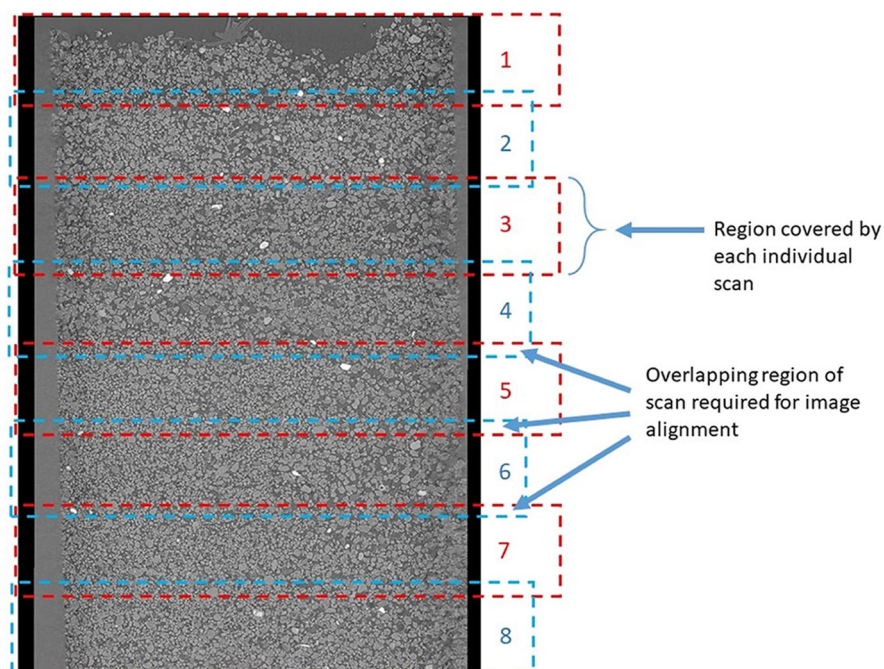 1
2
3
Region covered by
each individual
scan
4
Overlapping region of
scan required for image
alignment
5
6
7
8